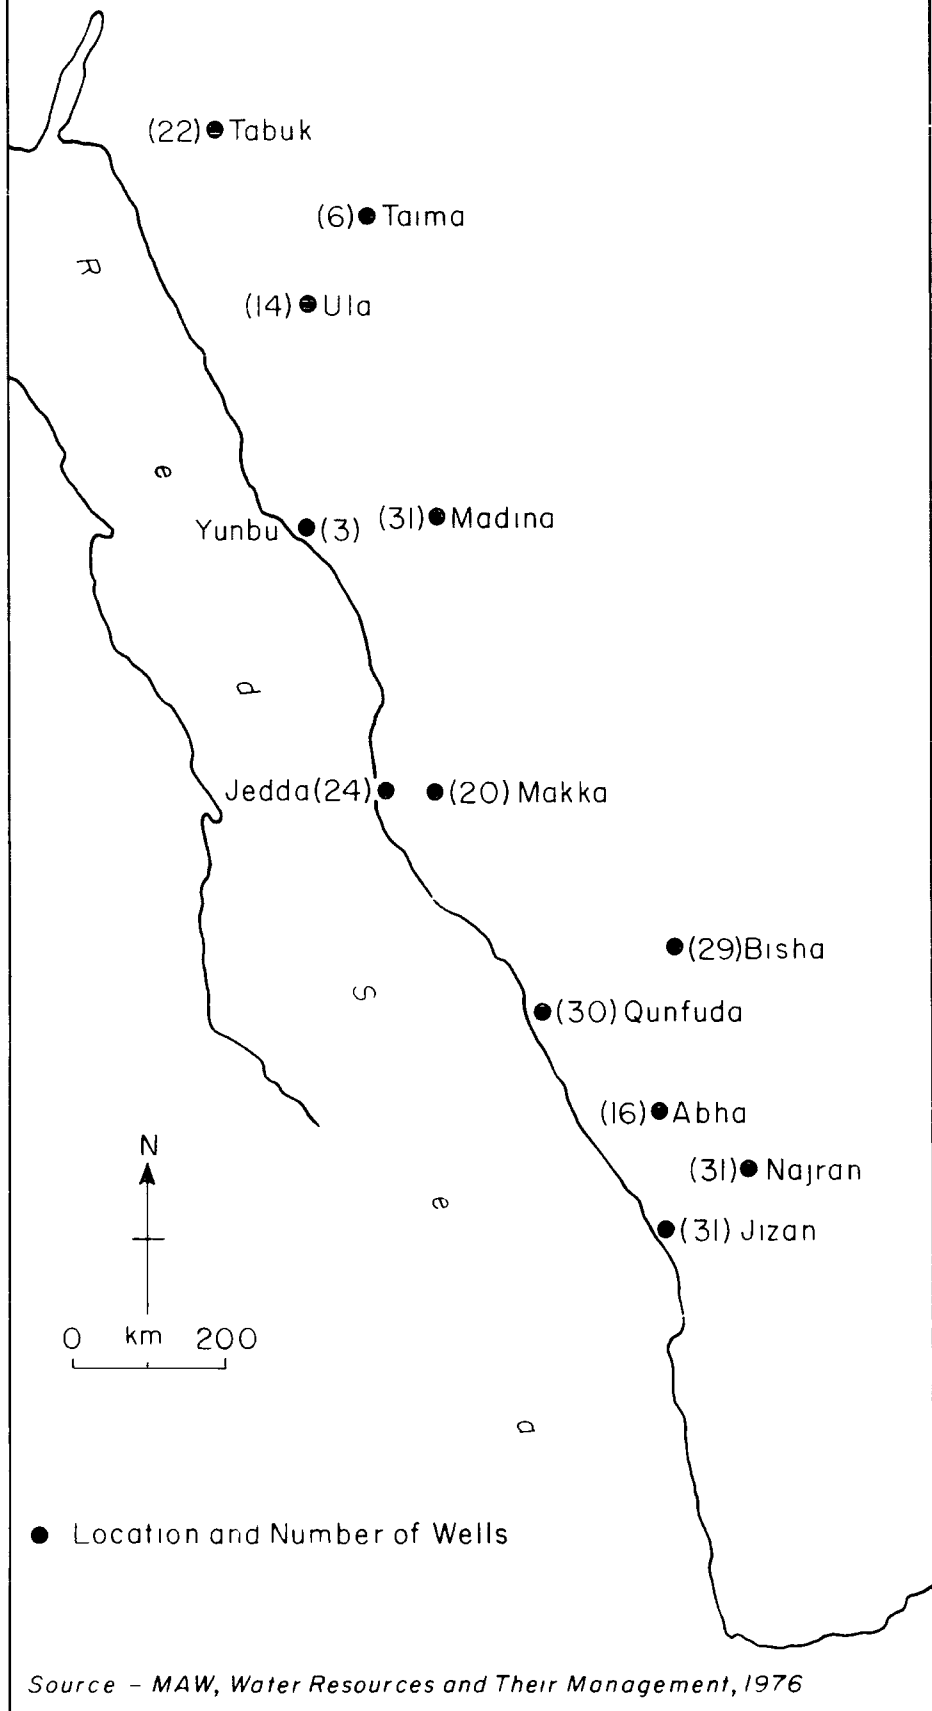 (22) Tabuk
(6) Taima
R
(14) Ula
e
Yunbu (3)
(31) Madina
d
Jedda (24)
(20) Makka
(29) Bisha
S
(30) Qunfuda
(16) Abha
N
(31) Najran
e
(31) Jizan
0 km 200
a
Location and Number of Wells
Source - MAW, Water Resources and Their Management, 1976